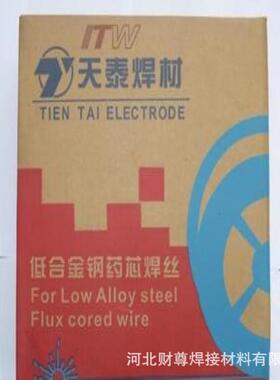 ITW
天泰焊材
TIEN TAI ELECTRODE
低合金钢药芯焊丝
For Low Alloy steel
Flux cored wire
河北财尊焊接材料有限